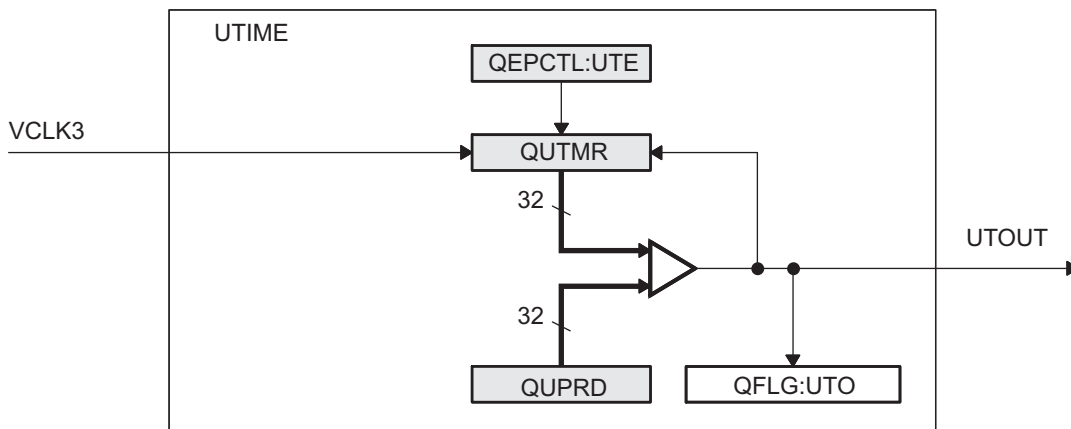 UTIME
QEPCTL:UTE
VCLK3
QUTMR
32
UTOUT
32
QUPRD
QFLG:UTO